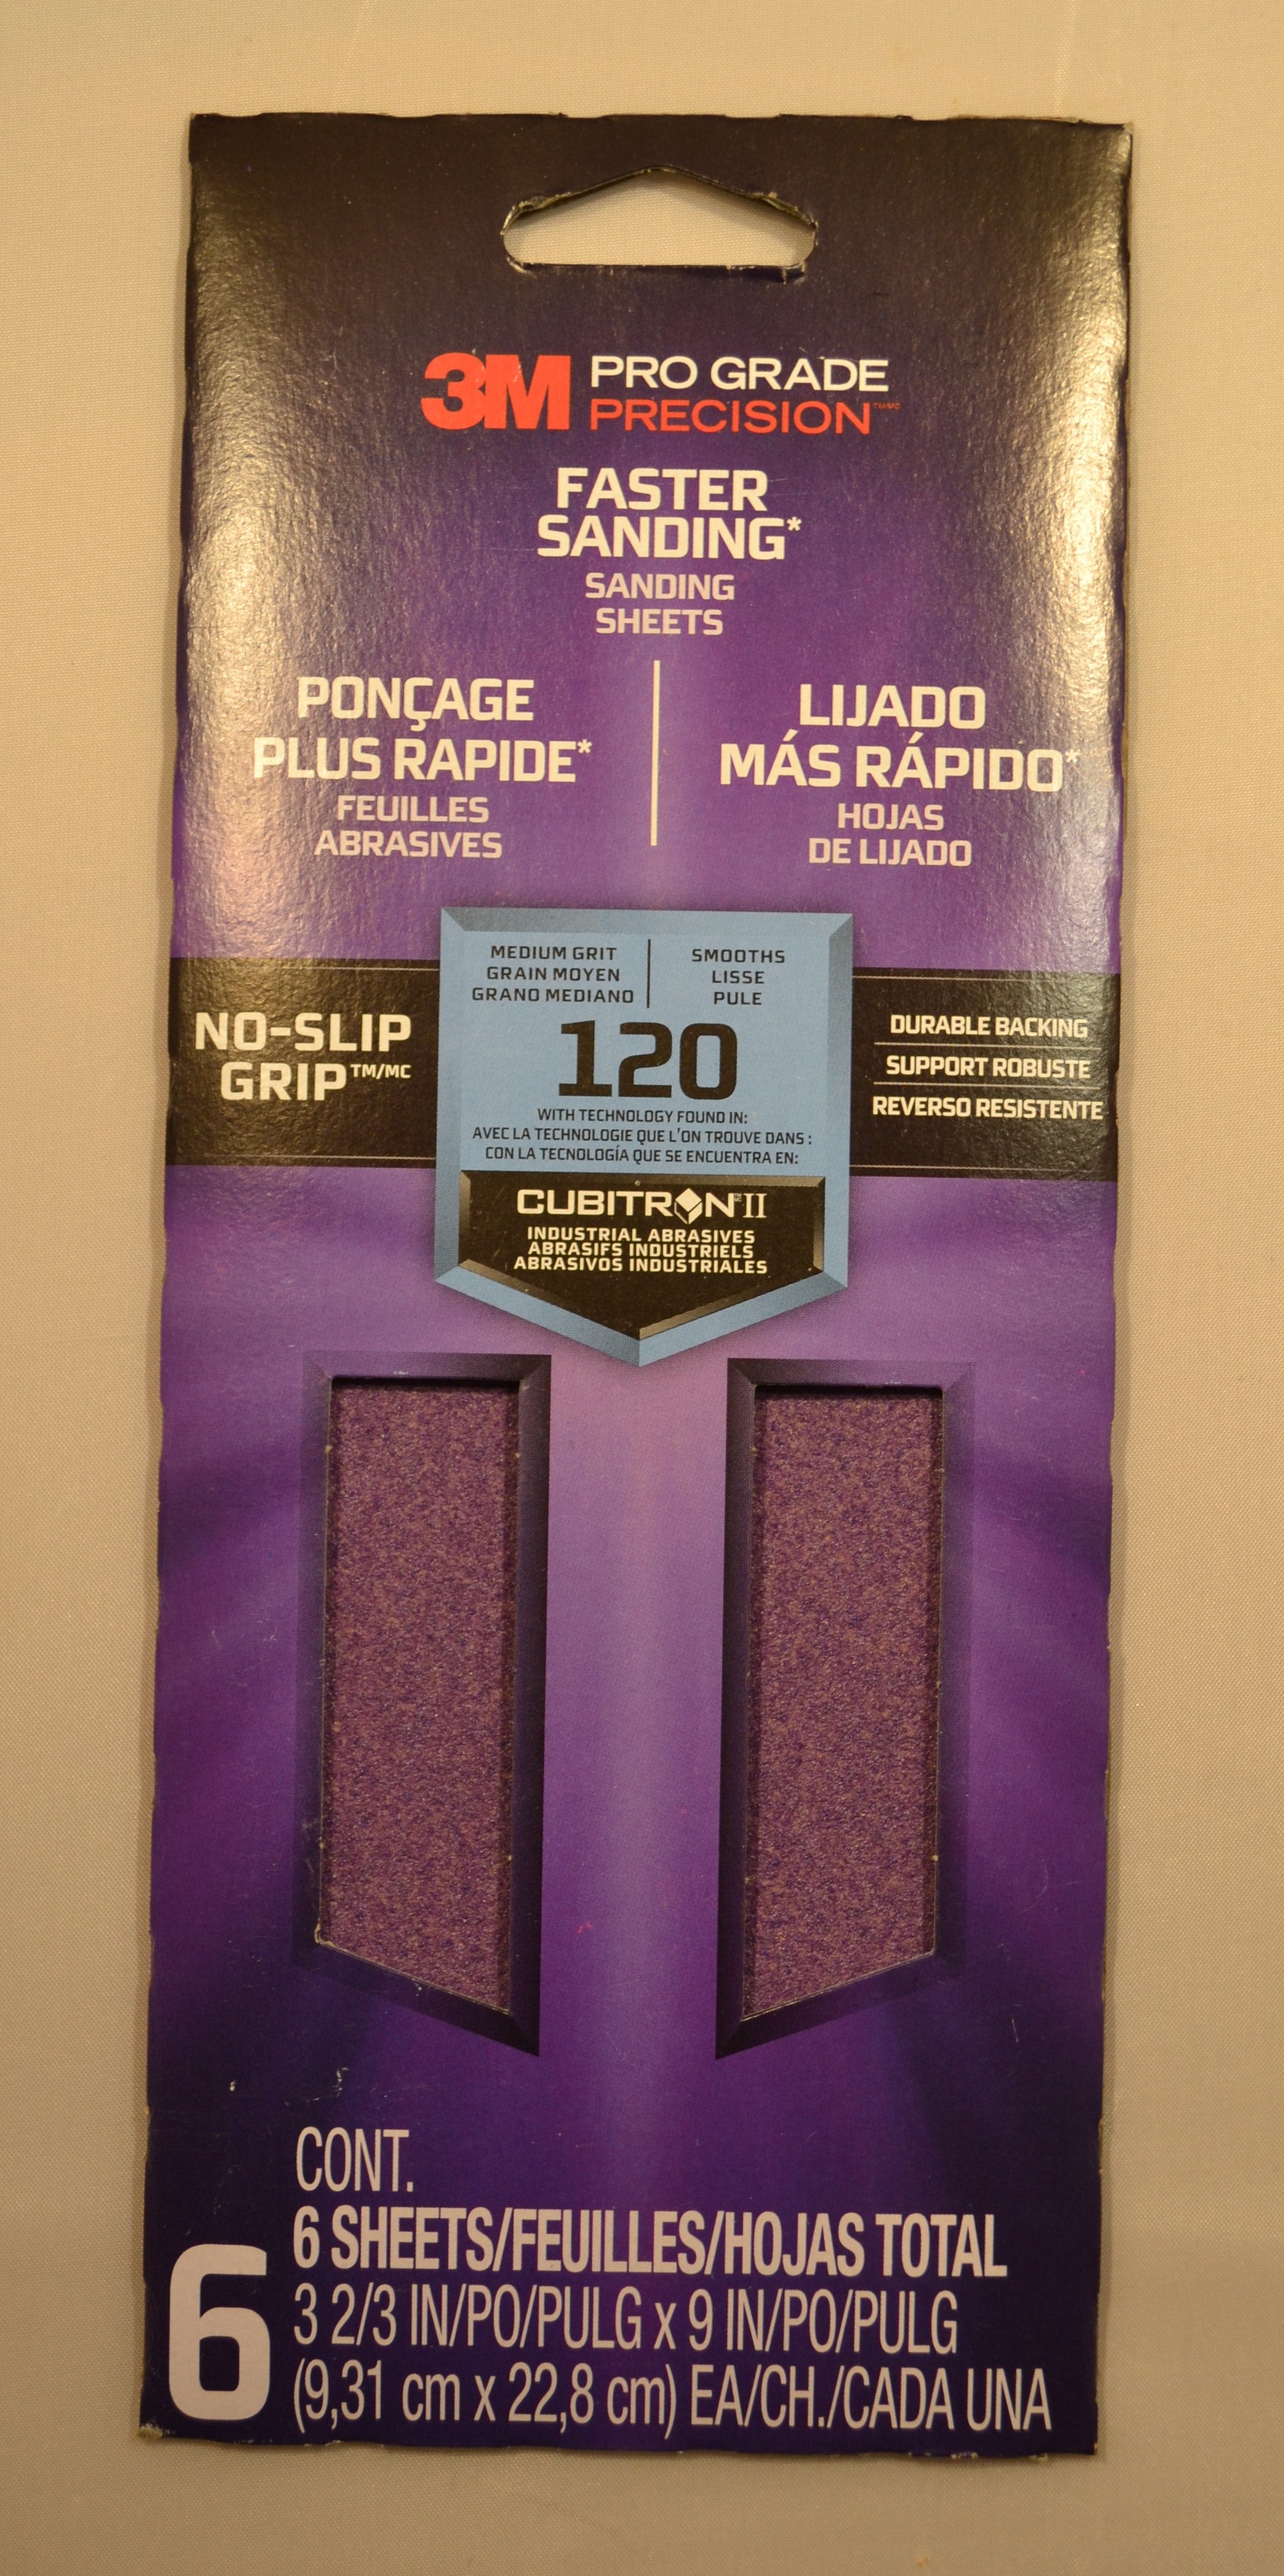 3M PRO GRADE
PRECISION™/MC
FASTER
SANDING*
SANDING
SHEETS
PONÇAGE
PLUS RAPIDE*
FEUILLES
ABRASIVES
LIJADO
MÁS RÁPIDO*
HOJAS
DE LIJADO
MEDIUM GRIT
GRAIN MOYEN
GRANO MEDIANO
SMOOTHS
LISSE
PULE
NO-SLIP
GRIP™/MC
120
DURABLE BACKING
SUPPORT ROBUSTE
REVERSO RESISTENTE
WITH TECHNOLOGY FOUND IN:
AVEC LA TECHNOLOGIE QUE L'ON TROUVE DANS :
CON LA TECNOLOGÍA QUE SE ENCUENTRA EN:
CUBITRON II
INDUSTRIAL ABRASIVES
ABRASIFS INDUSTRIELS
ABRASIVOS INDUSTRIALES
6
CONT.
6 SHEETS/FEUILLES/HOJAS TOTAL
3 2/3 IN/PO/PULG x 9 IN/PO/PULG
(9,31 cm x 22,8 cm) EA/CH./CADA UNA